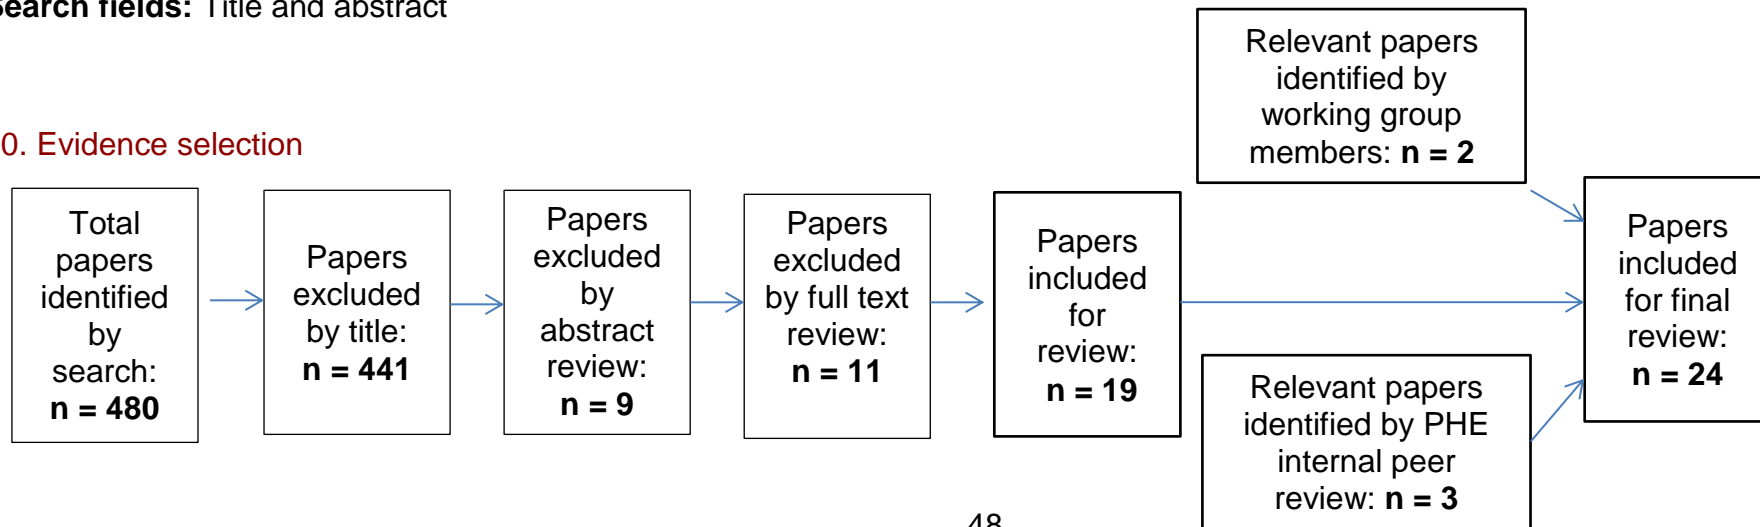 Search fields: Title and abstract
0. Evidence selection
Total
papers
identified
by
search:
n = 480
Papers
excluded
by title:
n = 441
Papers
excluded
by
abstract
review:
n = 9
Papers
excluded
by full text
review:
n = 11
Papers
included
for
review:
n = 19
Relevant papers
identified by
working group
members: n = 2
Relevant papers
identified by PHE
internal peer
review: n = 3
Papers
included
for final
review:
n = 24
48